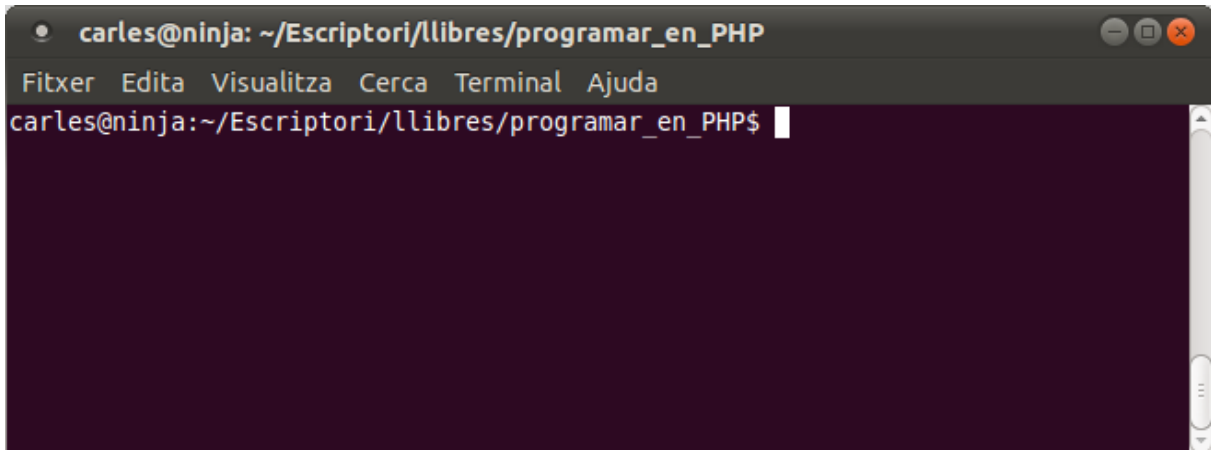 carles@ninja: ~/Escriptori/llibres/programar_en_PHP
Fitxer Edita Visualitza Cerca Terminal Ajuda
carles@ninja:~/Escriptori/llibres/programar_en_PHP$